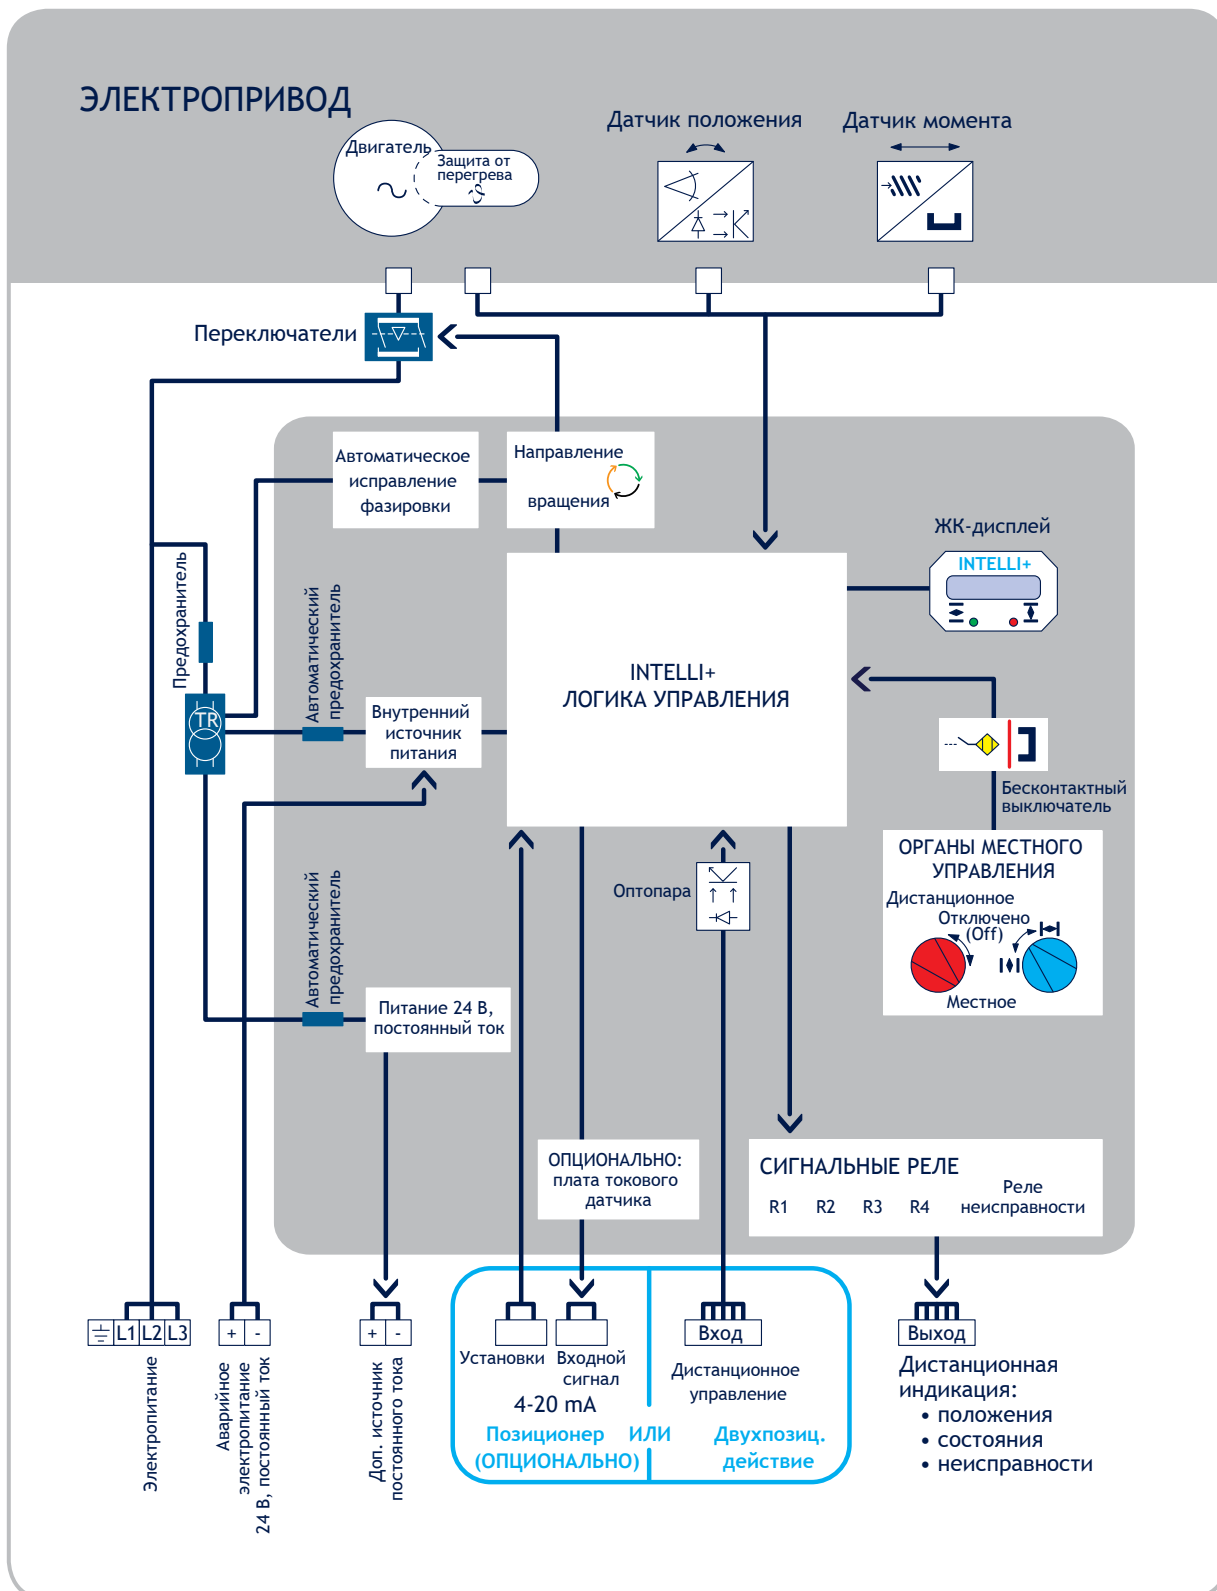 ЭЛЕКТРОПРИВОД
Датчик положения
Датчик момента
Двигатель
Защита от
перегрева
Переключатели
Автоматическое
исправление
фазировки
Направление
вращения
ЖК-дисплей
INTELLI+
Предохранитель
Автоматический
предохранитель
TR
Внутренний
источник
питания
INTELLI+
ЛОГИКА УПРАВЛЕНИЯ
Бесконтактный
выключатель
ОРГАНЫ МЕСТНОГО
УПРАВЛЕНИЯ
Дистанционное
Отключено
(Off)
Местное
Оптопара
Автоматический
предохранитель
Питание 24 В,
постоянный ток
ОПЦИОНАЛЬНО:
плата токового
датчика
СИГНАЛЬНЫЕ РЕЛЕ
R1 R2 R3 R4
Реле
неисправности
L1 L2 L3
+ -
+ -
Вход
Выход
Электропитание
Аварийное
электропитание
24 В, постоянный ток
Доп. источник
постоянного тока
Установки
Входной
сигнал
4-20 mA
Позиционер
(ОПЦИОНАЛЬНО)
ИЛИ
Дистанционное
управление
Двухпозиц.
действие
Дистанционная
индикация:
• положения
• состояния
• неисправности